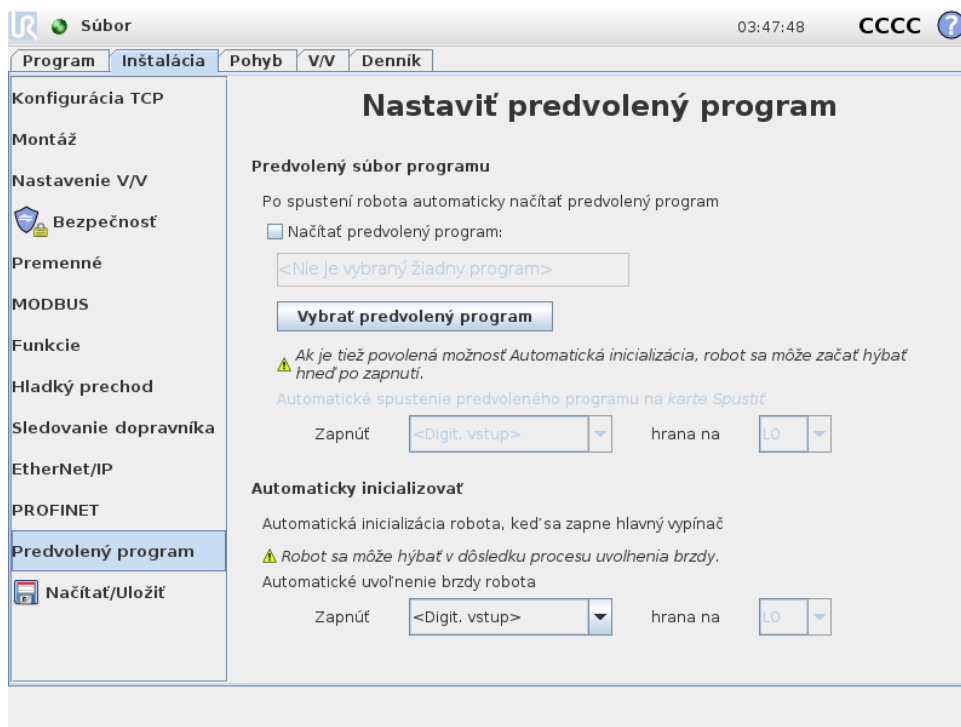 UR Súbor 03:47:48 CCCC ?
Program Inštalácia Pohyb V/V Denník
Konfigurácia TCP
Montáž
Nastavenie V/V
Bezpečnosť
Premenné
MODBUS
Funkcie
Hladký prechod
Sledovanie dopravníka
EtherNet/IP
PROFINET
Predvolený program
Načítať/Uložiť
Nastaviť predvolený program
Predvolený súbor programu
Po spustení robota automaticky načítať predvolený program
Načítať predvolený program:
<Nie je vybraný žiadny program>
Vybrať predvolený program
Ak je tiež povolená možnosť Automatická inicializácia, robot sa môže začať hýbať
hneď po zapnutí.
Automatické spustenie predvoleného programu na karte Spustiť
Zapnúť <Digit. vstup> hrana na LO
Automaticky inicializovať
Automatická inicializácia robota, keď sa zapne hlavný vypínač
Robot sa môže hýbať v dôsledku procesu uvolhenia brzdy.
Automatické uvoľnenie brzdy robota
Zapnúť <Digit. vstup> hrana na LO